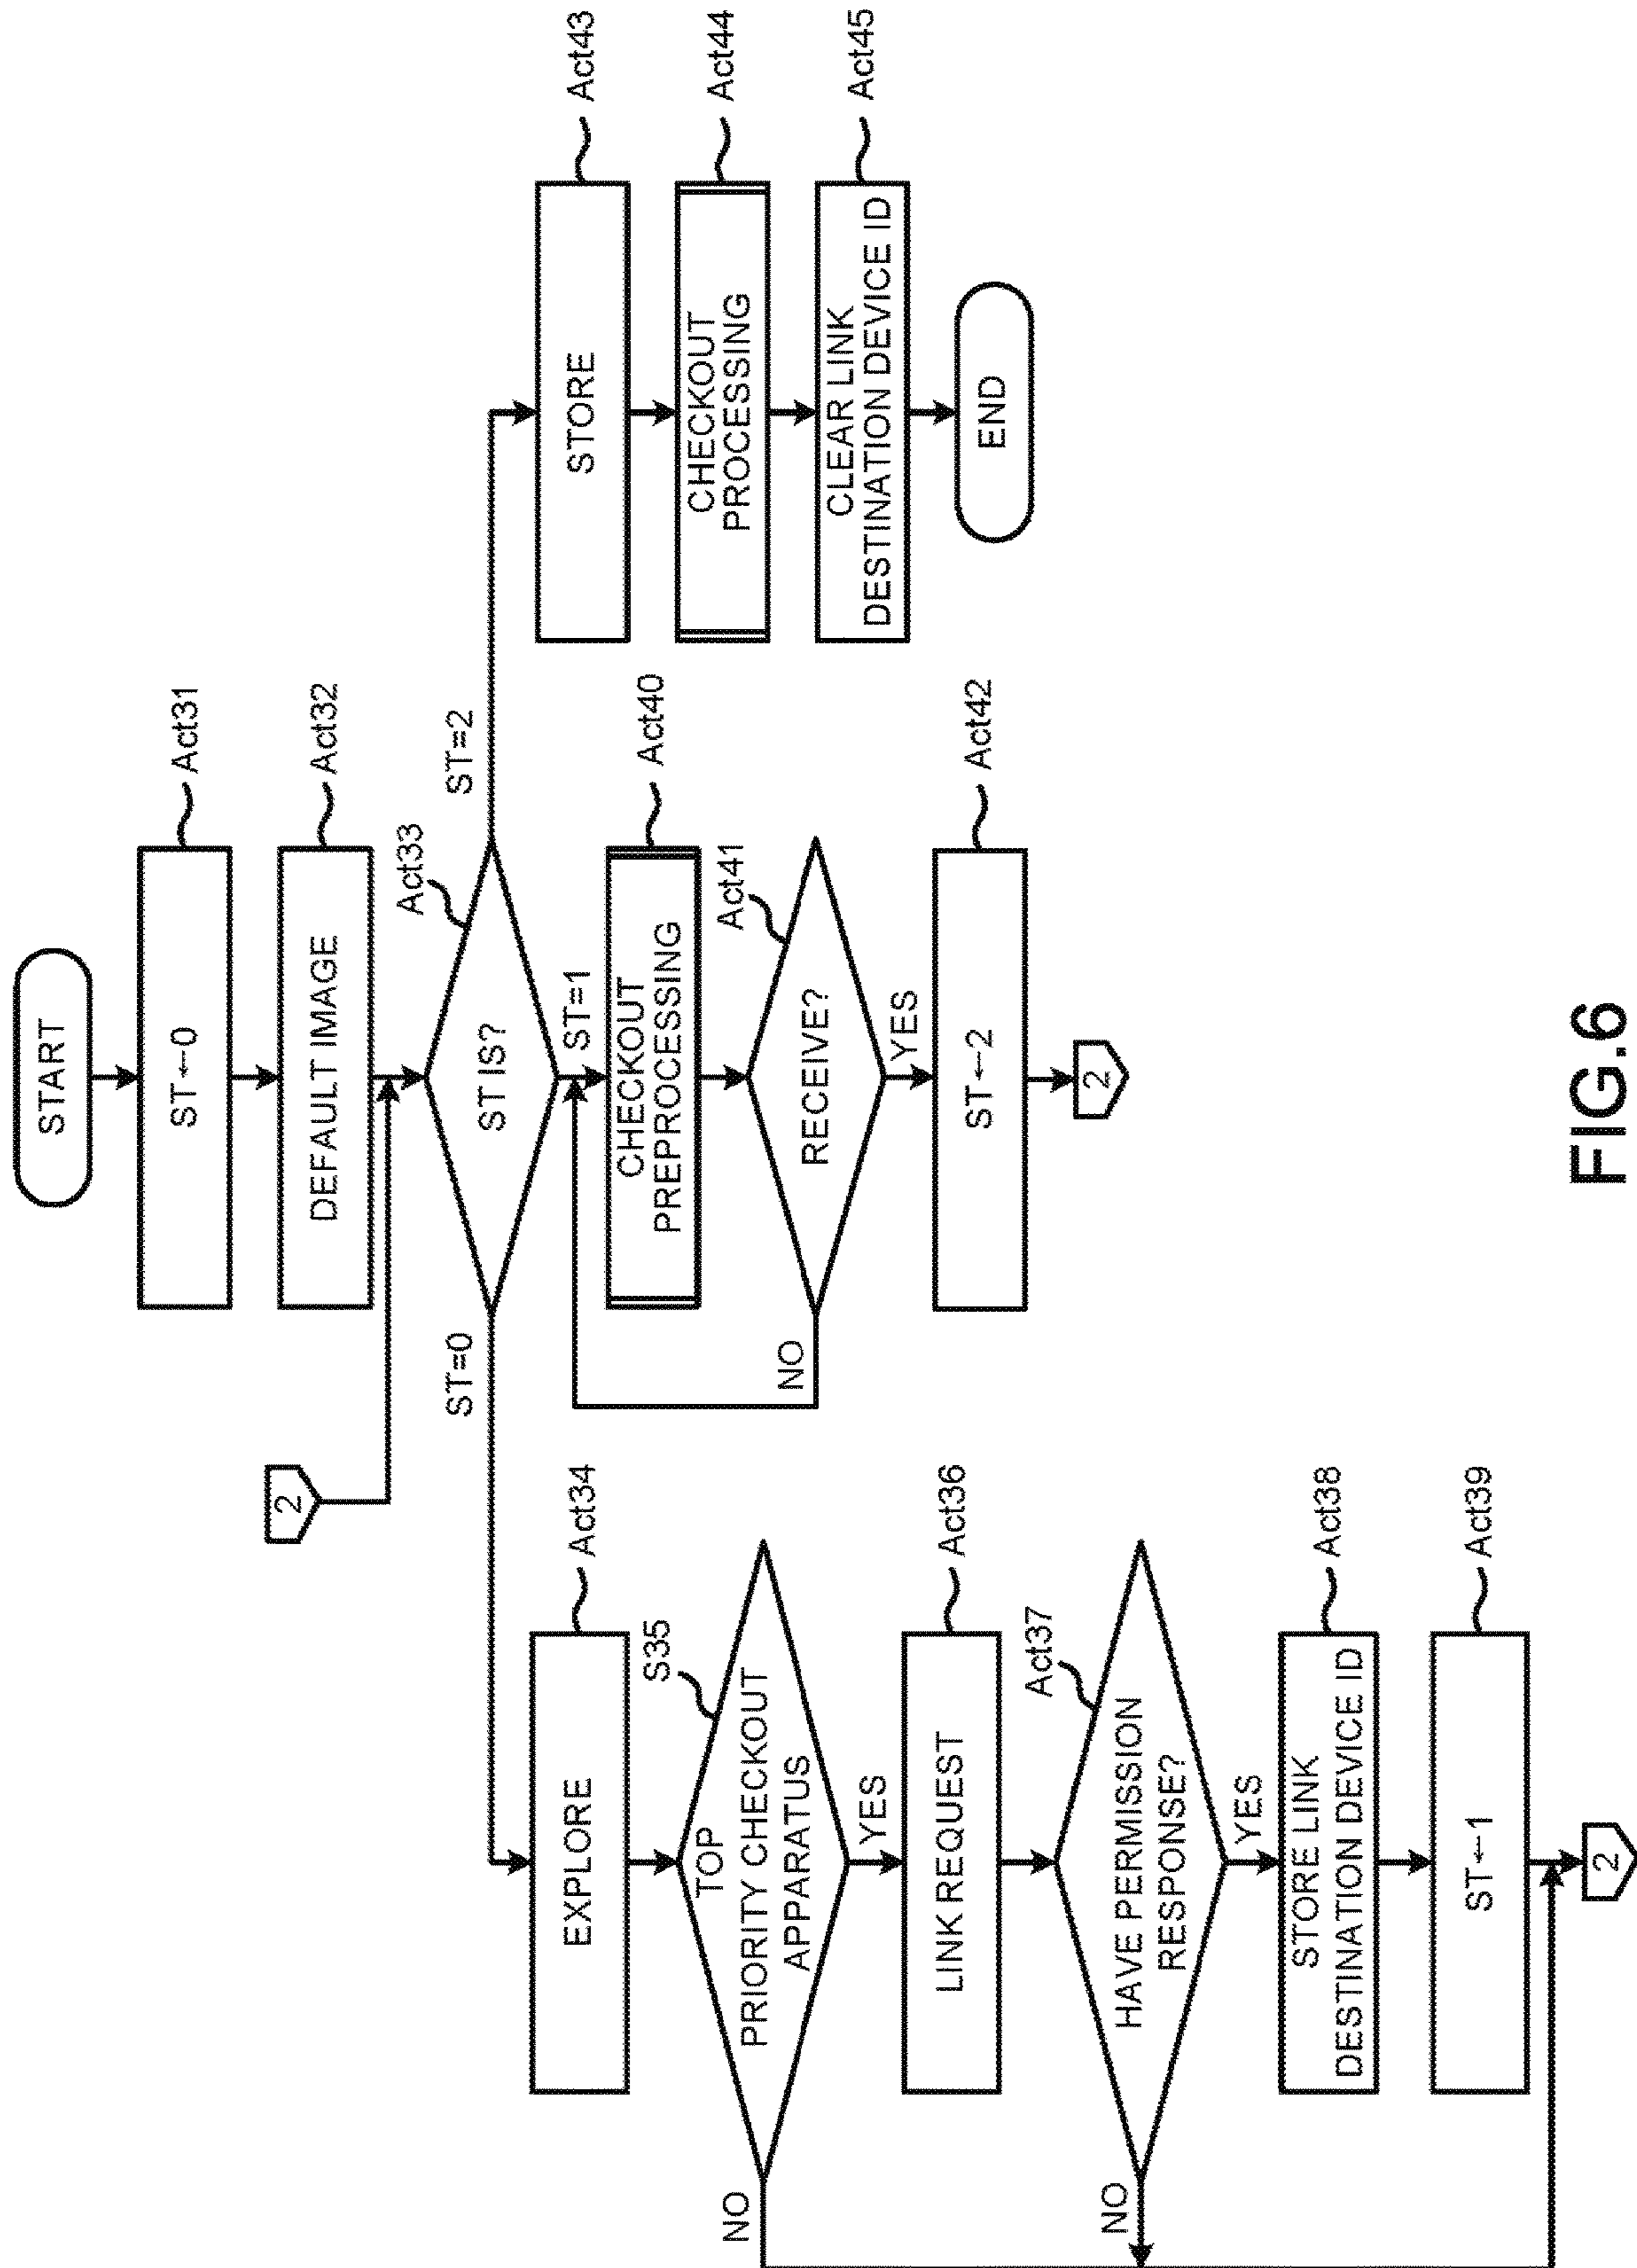 START
ST←0
Act31
DEFAULT IMAGE
Act32
2
ST IS?
Act33
ST=0
ST=1
ST=2
EXPLORE
Act34
TOP
PRIORITY CHECKOUT
APPARATUS
S35
NO
YES
LINK REQUEST
Act36
HAVE PERMISSION
RESPONSE?
Act37
NO
YES
STORE LINK
DESTINATION DEVICE ID
Act38
ST←1
Act39
2
CHECKOUT
PREPROCESSING
Act40
RECEIVE?
Act41
NO
YES
ST←2
Act42
2
STORE
Act43
CHECKOUT
PROCESSING
Act44
CLEAR LINK
DESTINATION DEVICE ID
Act45
END
FIG.6